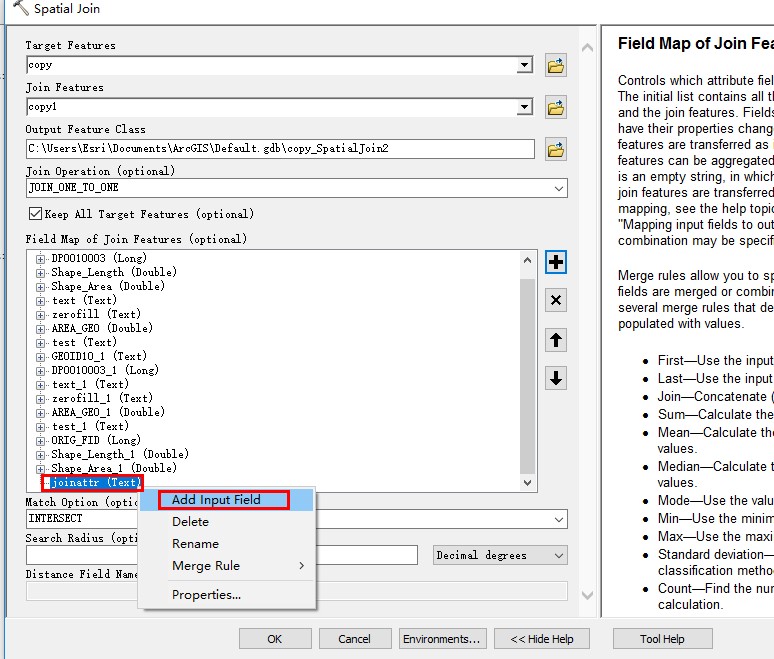 Spatial Join
Target Features
copy
Join Features
copy1
Output Feature Class
C:\Users\Esri\Documents\ArcGIS\Default.gdb\copy_SpatialJoin2
Join Operation (optional)
JOIN_ONE_TO_ONE
Keep All Target Features (optional)
Field Map of Join Features (optional)
DP0010003 (Long)
Shape_Length (Double)
Shape_Area (Double)
text (Text)
zerofill (Text)
AREA_GEO (Double)
test (Text)
GEOID10_1 (Text)
DP0010003_1 (Long)
text_1 (Text)
zerofill_1 (Text)
AREA_GEO_1 (Double)
test_1 (Text)
ORIG_FID (Long)
Shape_Length_1 (Double)
Shape_Area_1 (Double)
joinattr (Text)
Add Input Field
Delete
Rename
Merge Rule
Properties...
Match Option (optio
INTERSECT
Search Radius (opti
Decimal degrees
Distance Field Name
OK
Cancel
Environments...
<< Hide Help
Tool Help
Field Map of Join Fea
Controls which attribute fiel
The initial list contains all th
and the join features. Fields
have their properties chang
features are transferred as i
features can be aggregated
is an empty string, in which
join features are transferred
mapping, see the help topic
"Mapping input fields to out
combination may be specif
Merge rules allow you to sp
fields are merged or combin
several merge rules that de
populated with values.
First—Use the input
Last—Use the input
Join—Concatenate (
Sum—Calculate the
Mean—Calculate the
values.
Median—Calculate t
values.
Mode—Use the valu
Min—Use the minim
Max—Use the maxi
Standard deviation—
classification metho
Count—Find the num
calculation.